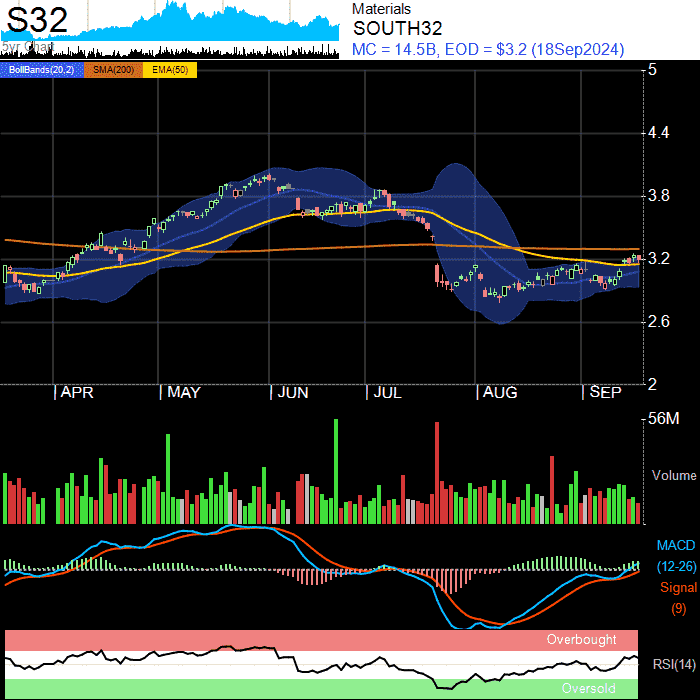 S32
5yr Chart
Materials
SOUTH32
MC = 14.5B, EOD = $3.2 (18Sep2024)
BollBands(20,2) SMA(200) EMA(50)
5
4.4
3.8
3.2
2.6
2
APR MAY JUN JUL AUG SEP
56M
Volume
MACD
(12-26)
Signal
(9)
Overbought
RSI(14)
Oversold